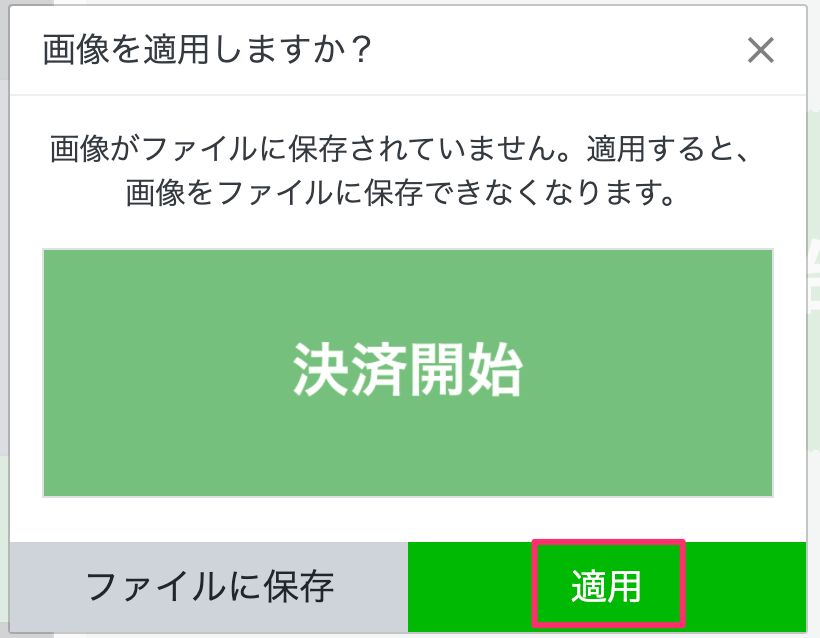 画像を適用しますか？
画像がファイルに保存されていません。適用すると、
画像をファイルに保存できなくなります。
決済開始
ファイルに保存
適用